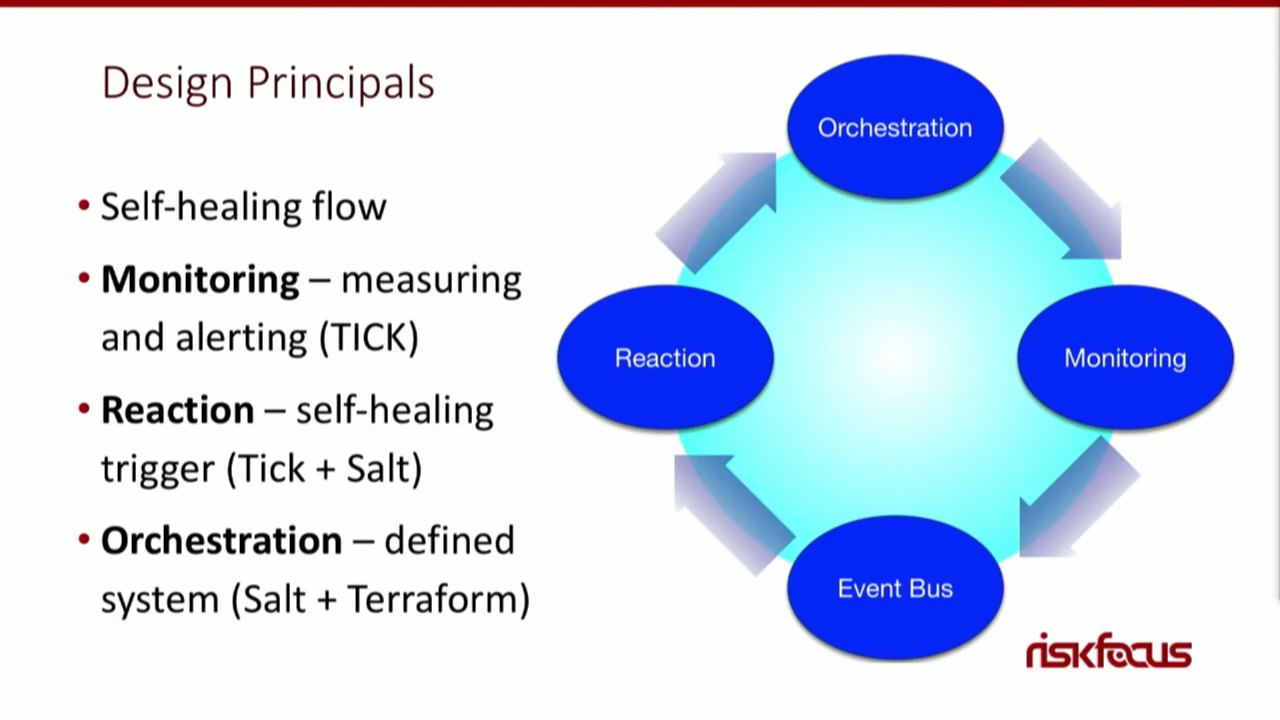 Design Principals
• Self-healing flow
• Monitoring – measuring
and alerting (TICK)
• Reaction – self-healing
trigger (Tick + Salt)
• Orchestration – defined
system (Salt + Terraform)
Orchestration
Reaction
Monitoring
Event Bus
riskfocus